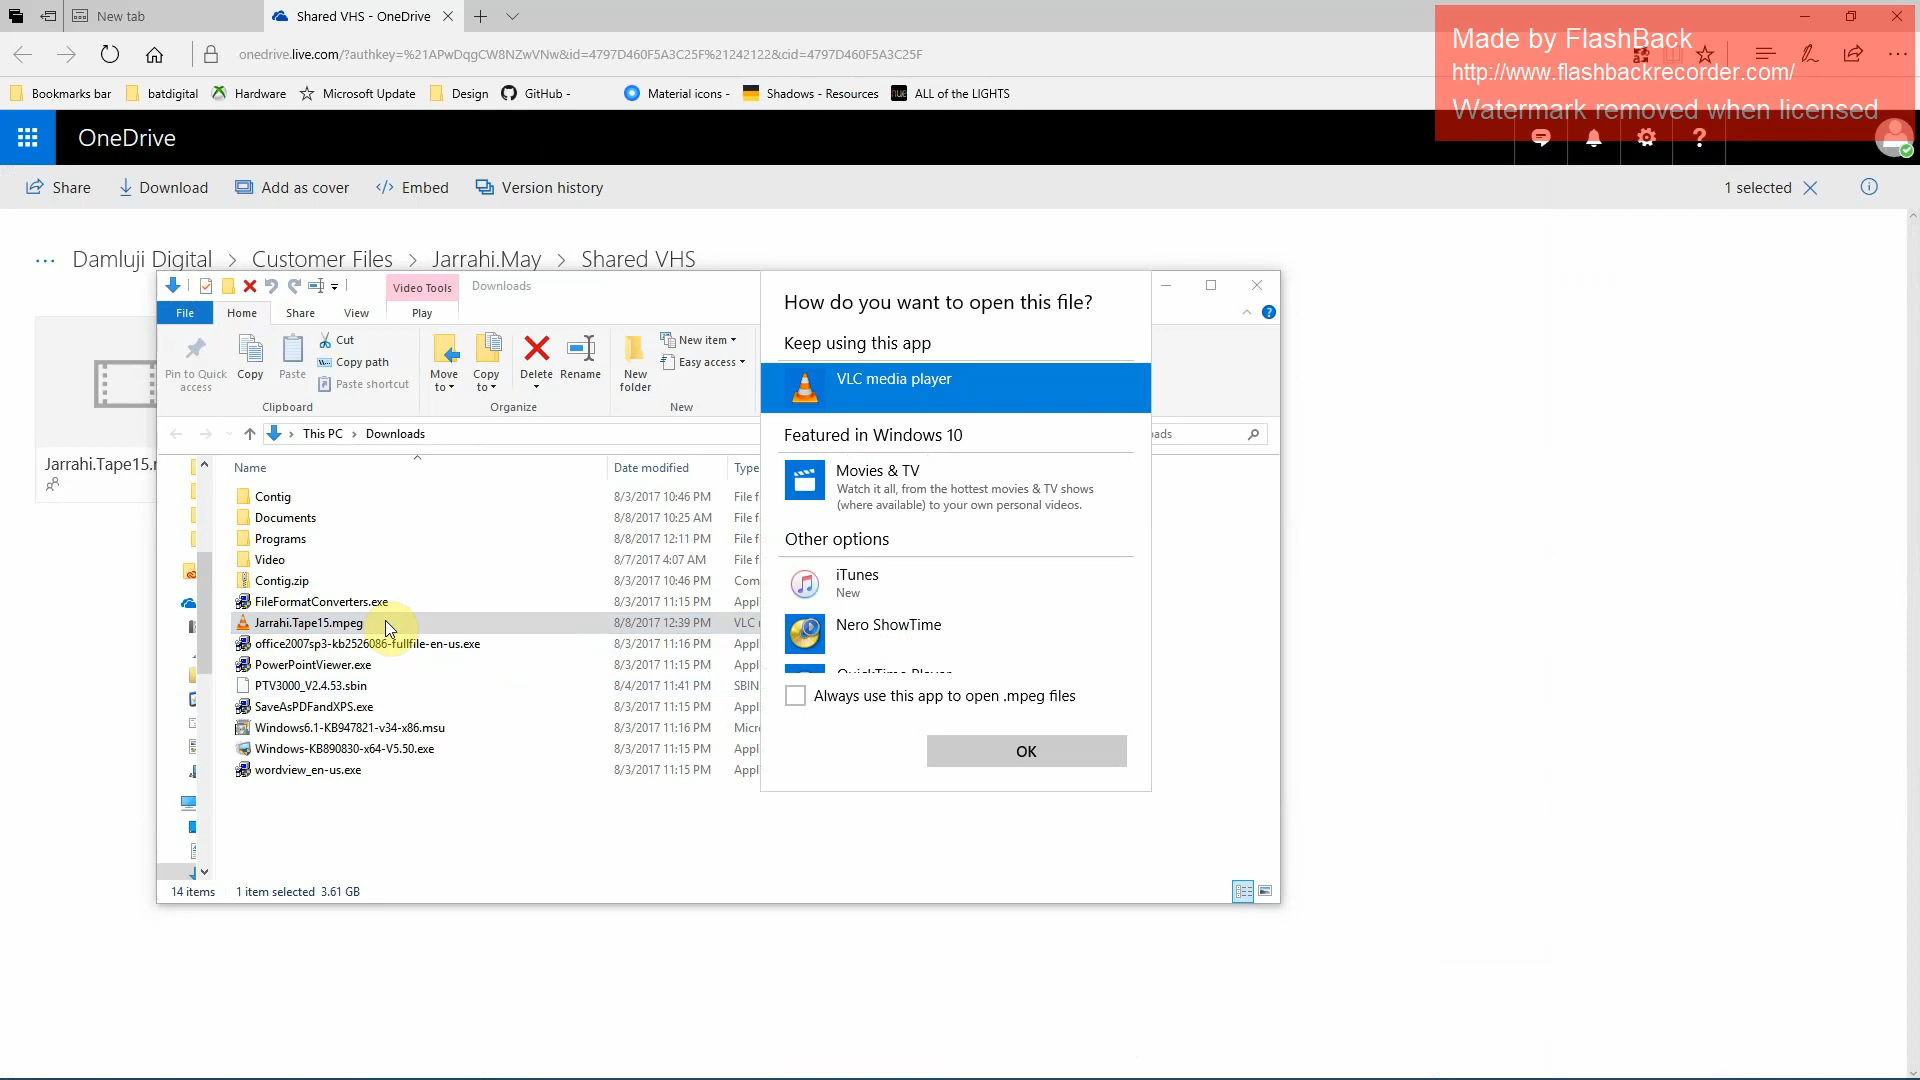 New tab
Shared VHS - OneDrive
Made by FlashBack
http://www.flashbackrecorder.com/
Watermark removed when licensed
onedrive.live.com/?authkey=%21APwDqgCW8NZwVNw&id=4797D460F5A3C25F%21242122&cid=4797D460F5A3C25F
Bookmarks bar
batdigital
Hardware
Microsoft Update
Design
GitHub -
Material icons -
Shadows - Resources
ALL of the LIGHTS
OneDrive
Share
Download
Add as cover
Embed
Version history
1 selected
Damluji Digital > Customer Files > Jarrahi.May > Shared VHS
Jarrahi.Tape15.
Video Tools
Downloads
File
Home
Share
View
Play
Pin to Quick access
Copy
Paste
Cut
Copy path
Paste shortcut
Clipboard
Move to
Copy to
Delete
Rename
Organize
New folder
New item
Easy access
New
This PC > Downloads
Name
Date modified
Type
Contig 8/3/2017 10:46 PM File f
Documents 8/8/2017 10:25 AM File f
Programs 8/8/2017 12:11 PM File f
Video 8/7/2017 4:07 AM File f
Contig.zip 8/3/2017 10:46 PM Com
FileFormatConverters.exe 8/3/2017 11:15 PM Appl
Jarrahi.Tape15.mpeg 8/8/2017 12:39 PM VLC
office2007sp3-kb2526086-fullfile-en-us.exe 8/3/2017 11:16 PM Appl
PowerPointViewer.exe 8/3/2017 11:15 PM Appl
PTV3000_V2.4.53.sbin 8/4/2017 11:41 PM SBIN
SaveAsPDFandXPS.exe 8/3/2017 11:15 PM Appl
Windows6.1-KB947821-v34-x86.msu 8/3/2017 11:16 PM Micr
Windows-KB890830-x64-V5.50.exe 8/3/2017 11:15 PM Appl
wordview_en-us.exe 8/3/2017 11:15 PM Appl
14 items
1 item selected 3.61 GB
How do you want to open this file?
Keep using this app
VLC media player
Featured in Windows 10
Movies & TV
Watch it all, from the hottest movies & TV shows
(where available) to your own personal videos.
Other options
iTunes
New
Nero ShowTime
Always use this app to open .mpeg files
OK